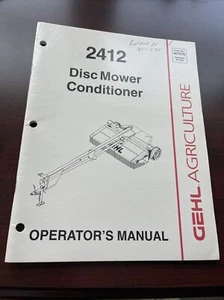 2412
Disc Mower
Conditioner
GEHL AGRICULTURE
OPERATOR'S MANUAL